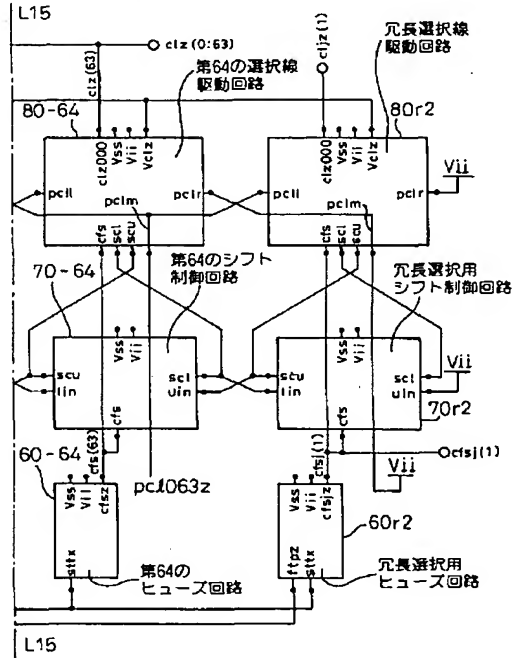 L15
clz(0:63)
clz(63)
cljz(1)
第64の選択線
駆動回路
冗長選択線
駆動回路
80-64
80r2
clz000
Vss
Vii
Vclz
clz000
Vss
Vii
Vclz
pcll
pclr
pcll
pclr
Vii
pclm
pclm
cfs
scl
scu
cfs
scl
scu
第64のシフト
制御回路
冗長選択用
シフト制御回路
70-64
Vss
Vii
Vss
Vii
Vii
scu
lin
scl
uin
scu
lin
scl
uin
cfs
cfs
70r2
cfs(63)
cfsj(1)
cfsj(1)
60-64
pcl063z
Vii
Vss
Vii
cfsz
Vss
Vii
cfsjz
60r2
sttx
ftpz
sttx
第64の
ヒューズ回路
冗長選択用
ヒューズ回路
L15